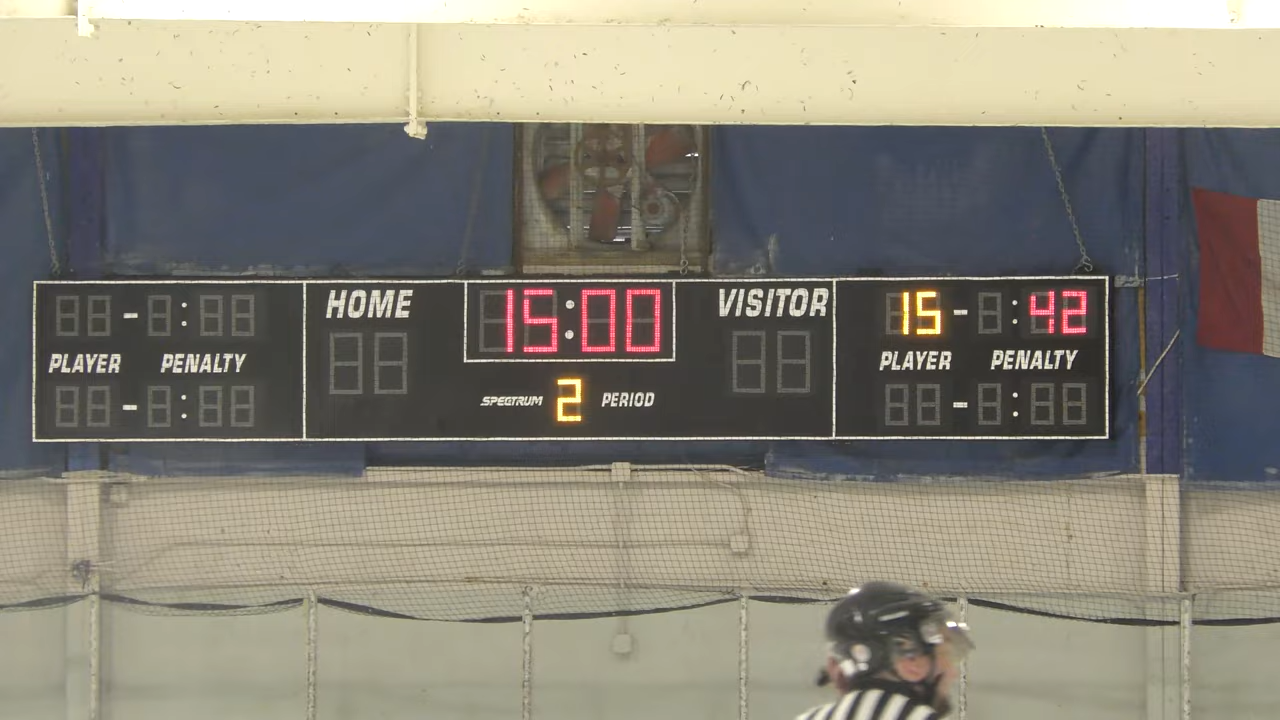 HOME 15:00 VISITOR 15 - :42
PLAYER PENALTY PLAYER PENALTY
SPECTRUM 2 PERIOD